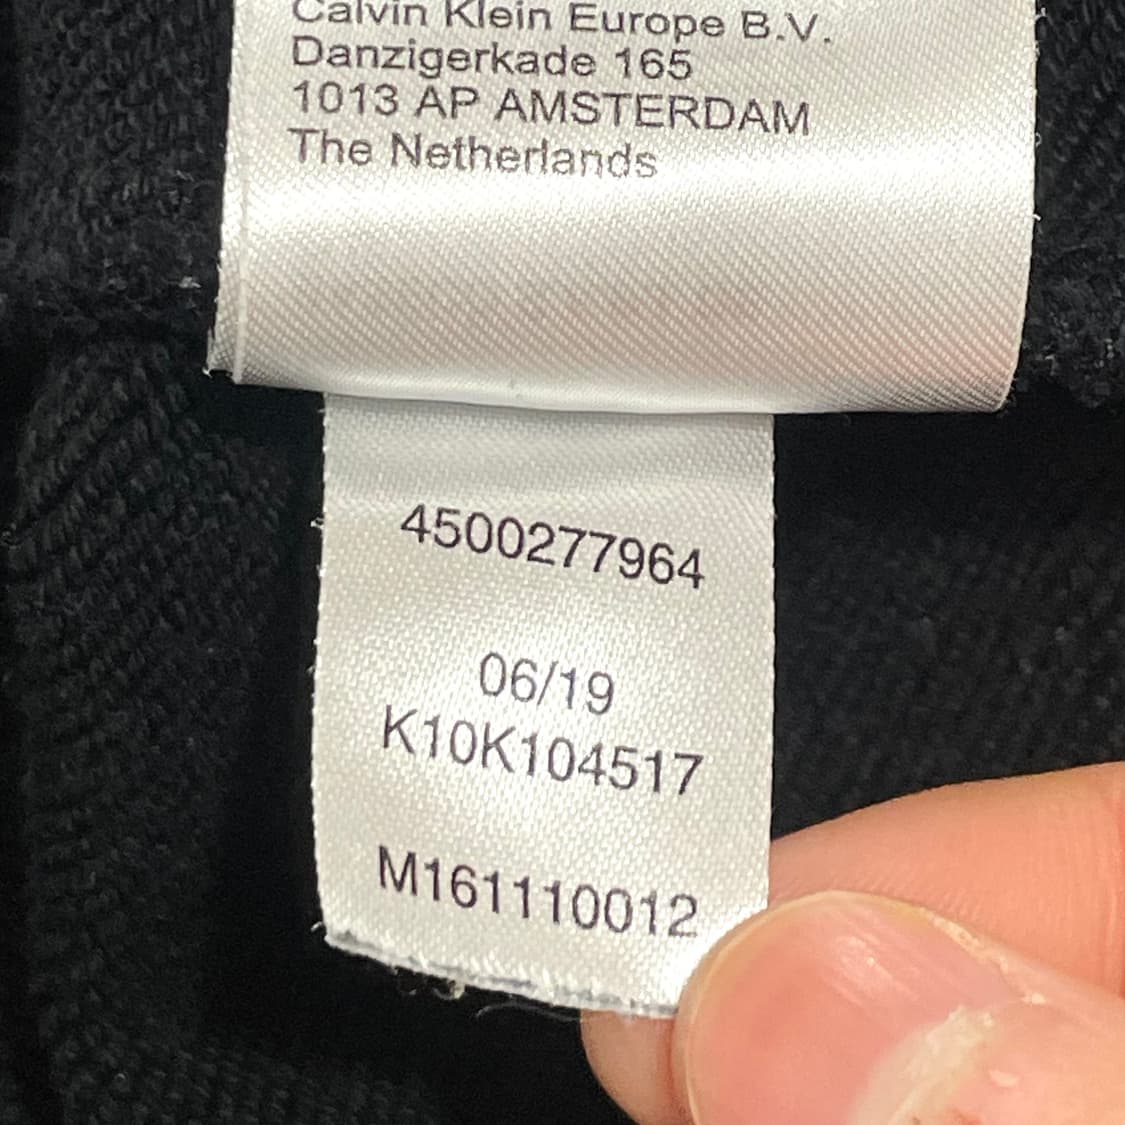 Calvin Klein Europe B.V.
Danzigerkade 165
1013 AP AMSTERDAM
The Netherlands
4500277964
06/19
K10K104517
M161110012